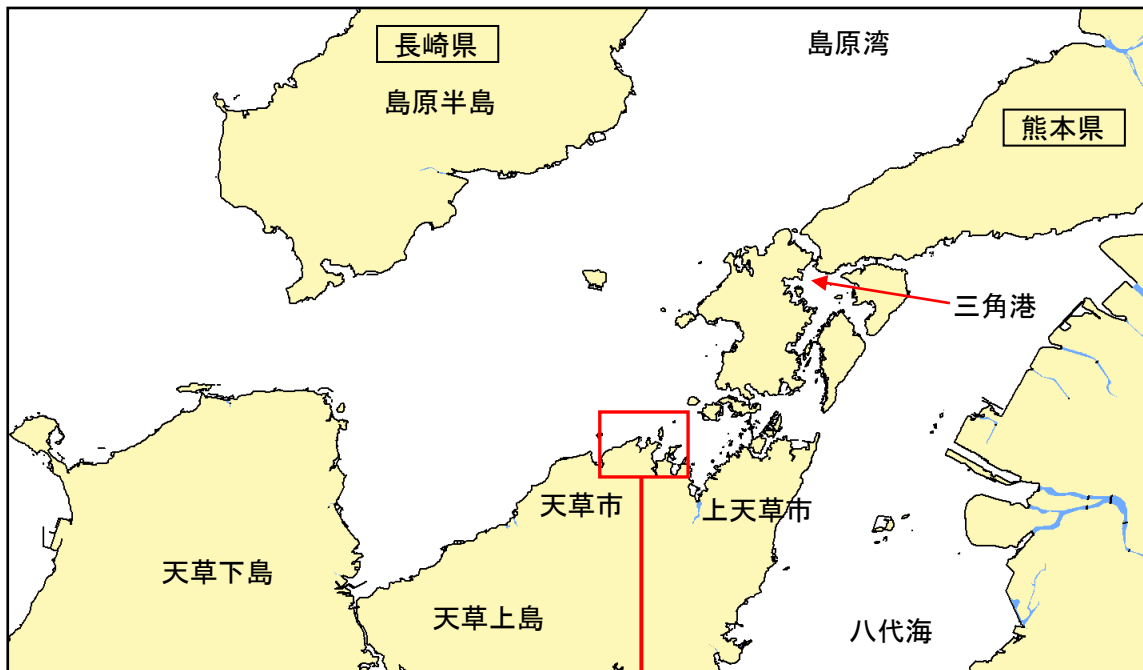 長崎県
島原湾
島原半島
熊本県
三角港
天草市
上天草市
天草下島
天草上島
八代海